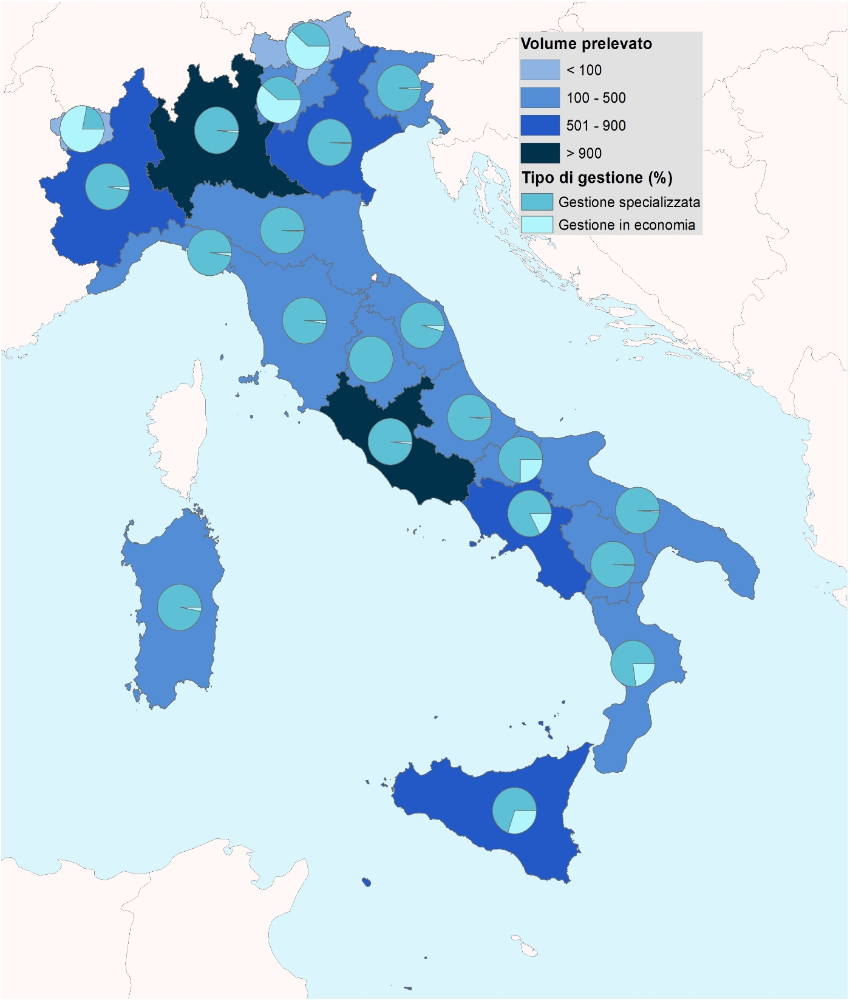 Volume prelevato
< 100
100 - 500
501 - 900
> 900
Tipo di gestione (%)
Gestione specializzata
Gestione in economia